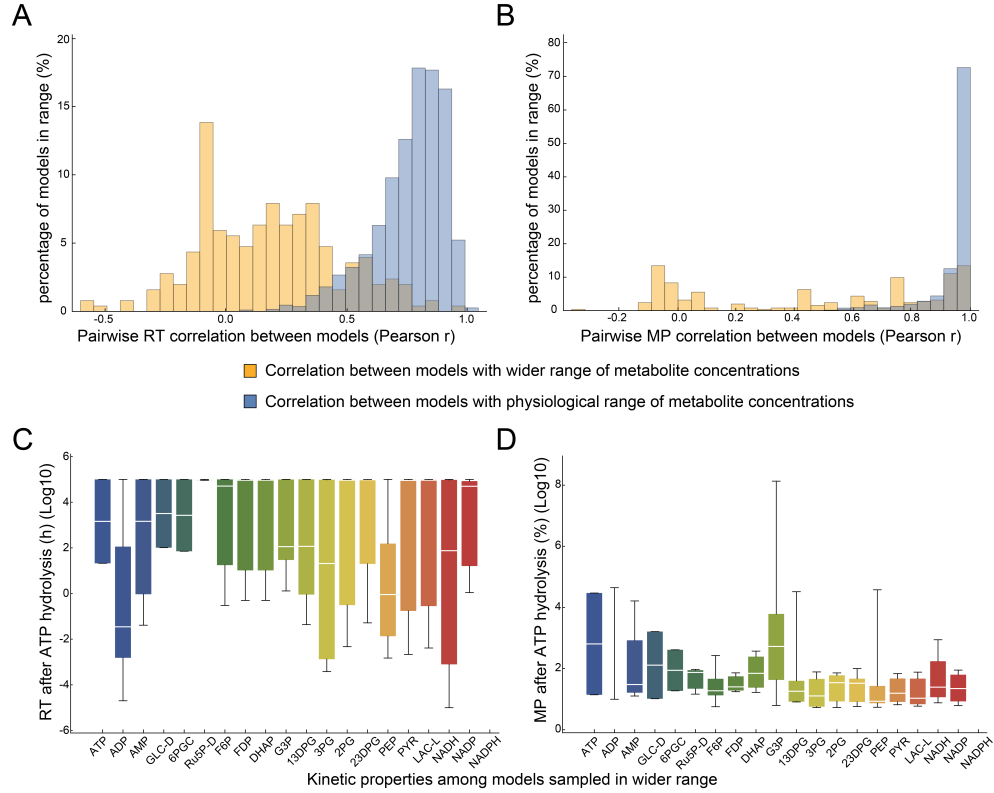 A
B
percentage of models in range (%)
20
15
10
5
0
-0.5
0.0
0.5
1.0
Pairwise RT correlation between models (Pearson r)
percentage of models in range (%)
80
70
60
50
40
30
20
10
0
-0.2
0.0
0.2
0.4
0.6
0.8
1.0
Pairwise MP correlation between models (Pearson r)
Correlation between models with wider range of metabolite concentrations
Correlation between models with physiological range of metabolite concentrations
C
D
RT after ATP hydrolysis (h) (Log10)
6
4
2
0
-2
-4
-6
ATP
ADP
AMP
GLC-D
6PGC
Ru5P-D
F6P
FDP
DHAP
G3P
13DPG
3PG
2PG
23DPG
PEP
PYR
LAC-L
NADH
NADP
NADPH
MP after ATP hydrolysis (%) (Log10)
8
6
4
2
0
ATP
ADP
AMP
GLC-D
6PGC
Ru5P-D
F6P
FDP
DHAP
G3P
13DPG
3PG
2PG
23DPG
PEP
PYR
LAC-L
NADH
NADP
NADPH
Kinetic properties among models sampled in wider range